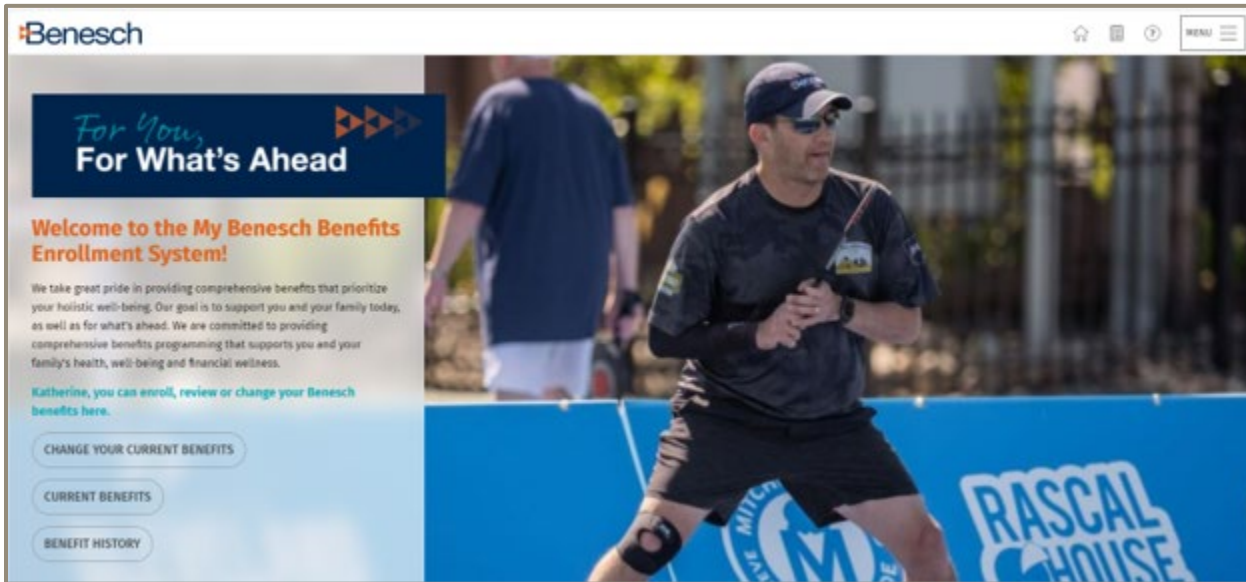 Benesch
MENU
For You,
For What's Ahead
Welcome to the My Benesch Benefits
Enrollment System!
We take great pride in providing comprehensive benefits that prioritize
your holistic well-being. Our goal is to support you and your family today,
as well as for what's ahead. We are committed to providing
comprehensive benefits programming that supports you and your
family's health, well-being and financial wellness.
Katherine, you can enroll, review or change your Benesch
benefits here.
CHANGE YOUR CURRENT BENEFITS
CURRENT BENEFITS
BENEFIT HISTORY
M
RASCAL
HOUSE